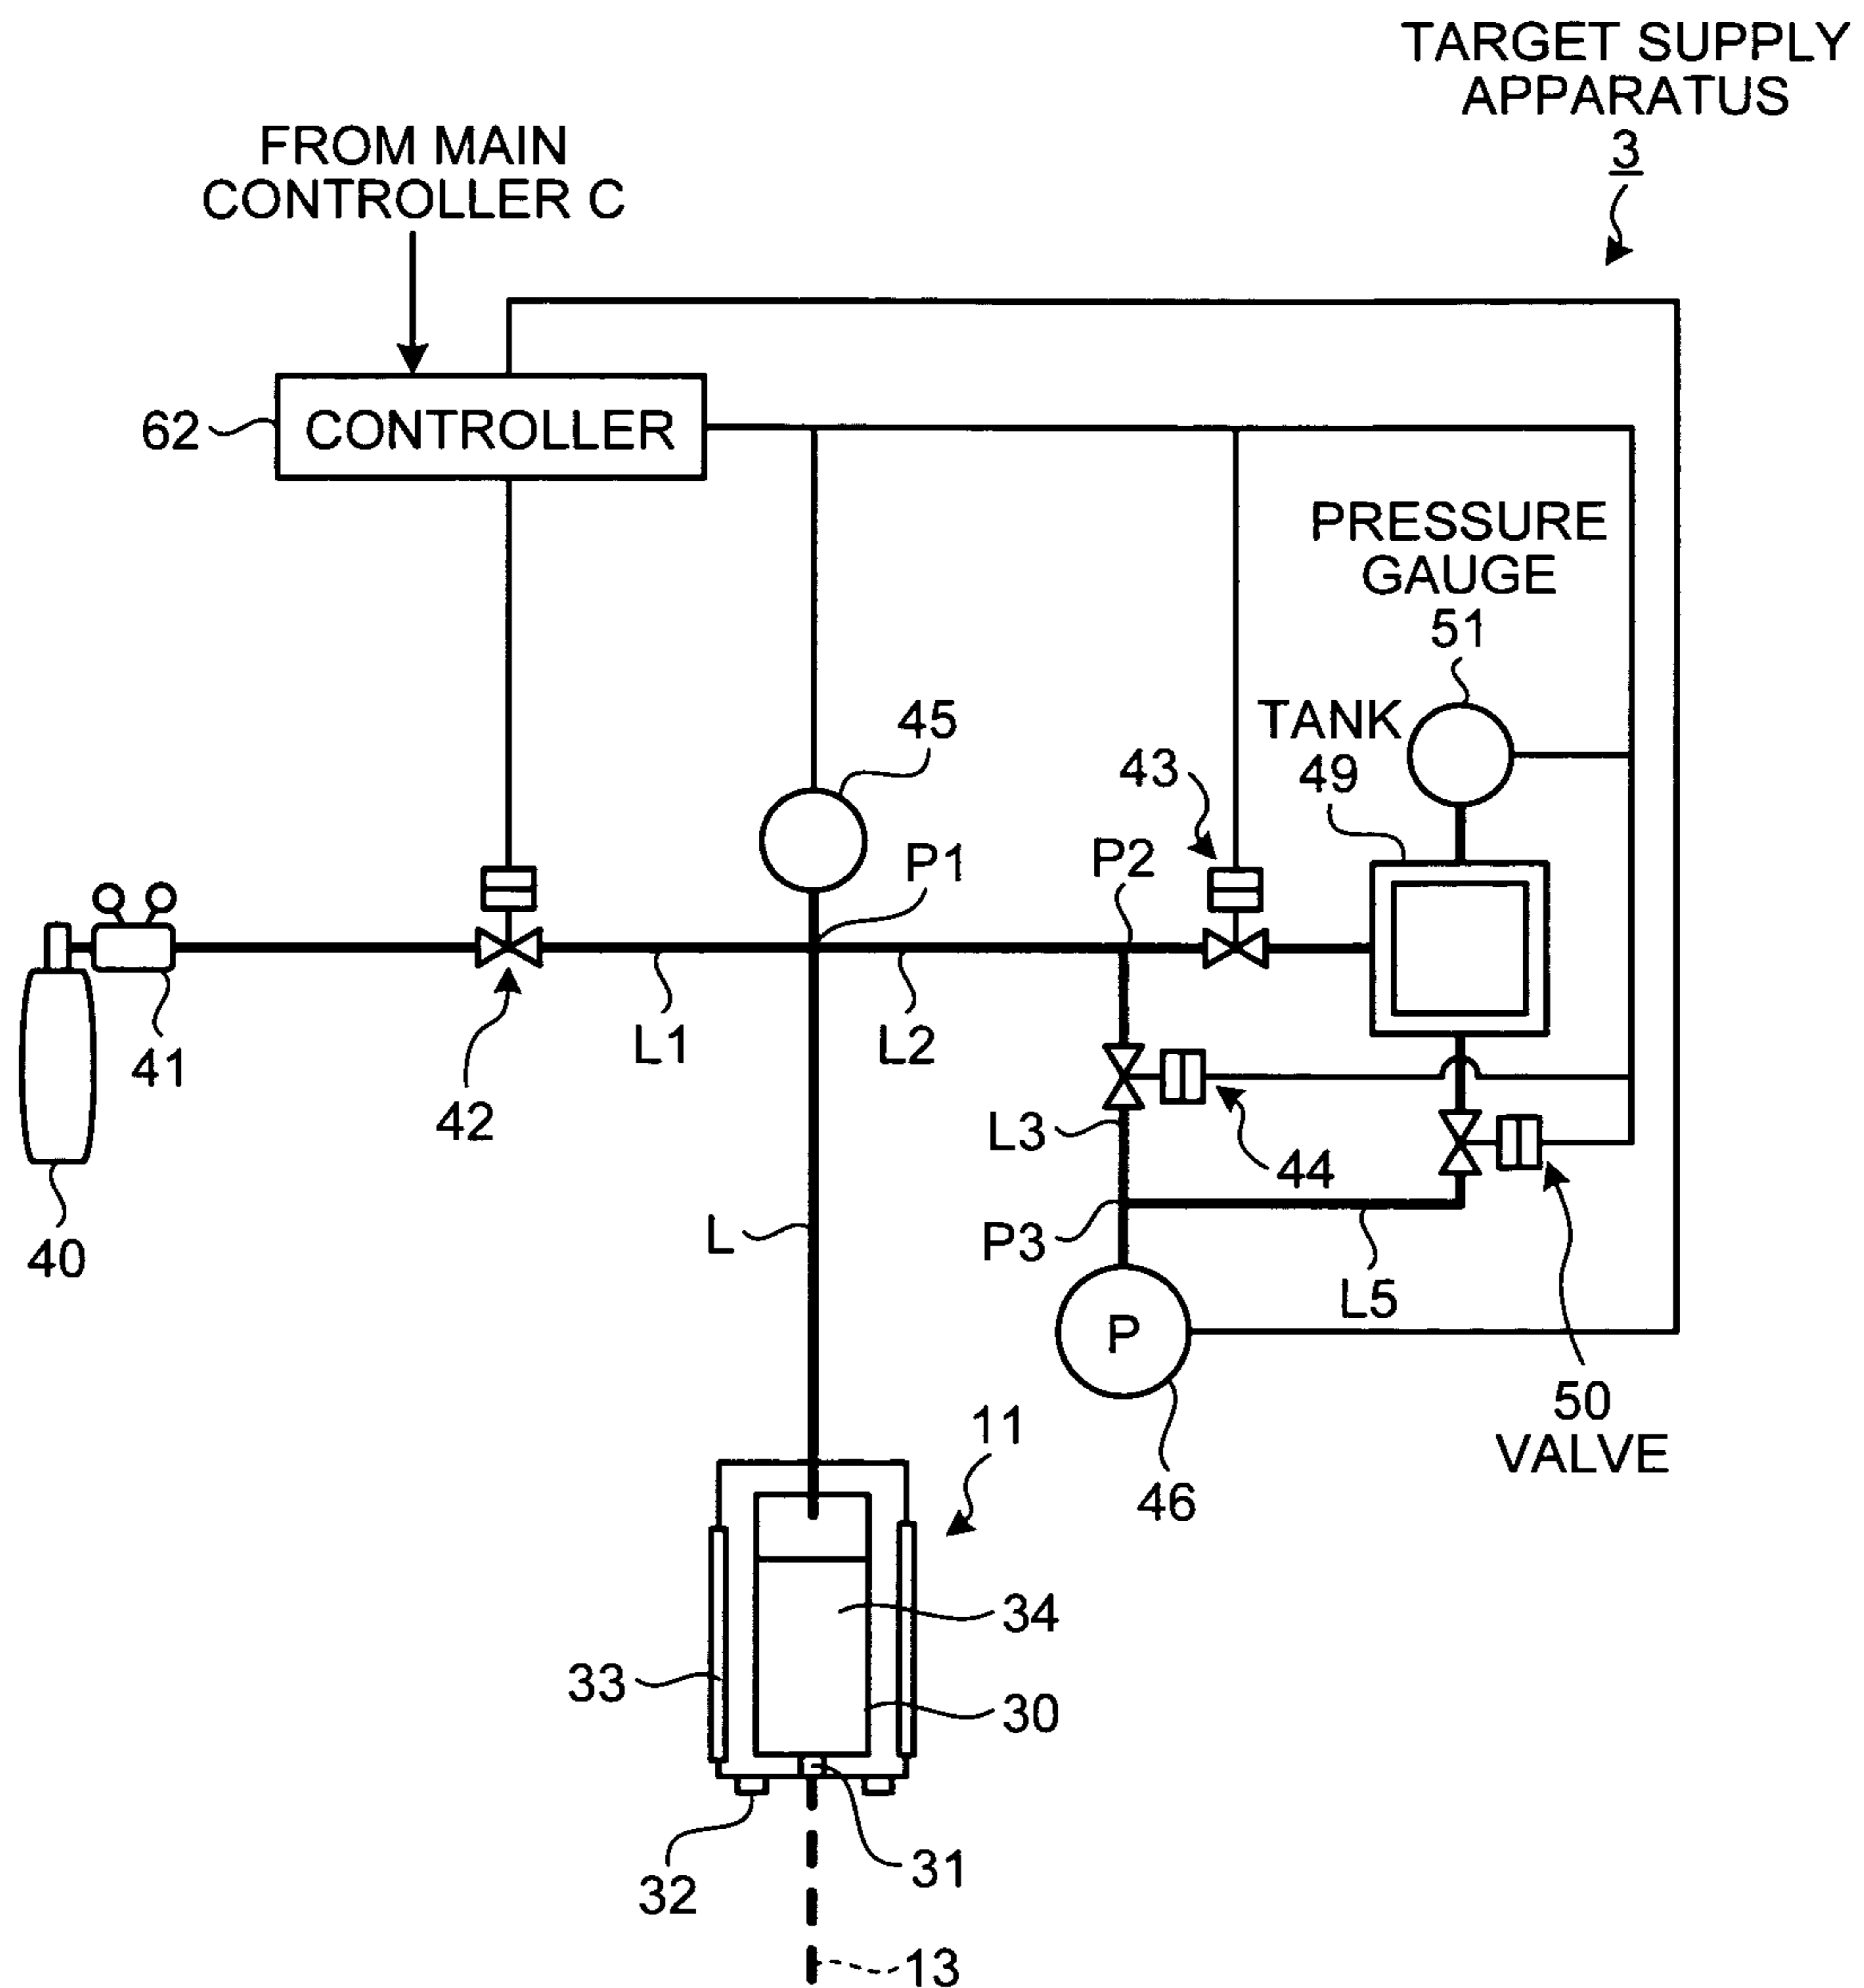 TARGET SUPPLY
APPARATUS
3
FROM MAIN
CONTROLLER C
62
CONTROLLER
PRESSURE
GAUGE
51
45
TANK
49
43
P1
P2
41
L1
L2
42
L3
44
40
L
P3
L5
P
50
VALVE
11
46
34
33
30
31
32
13